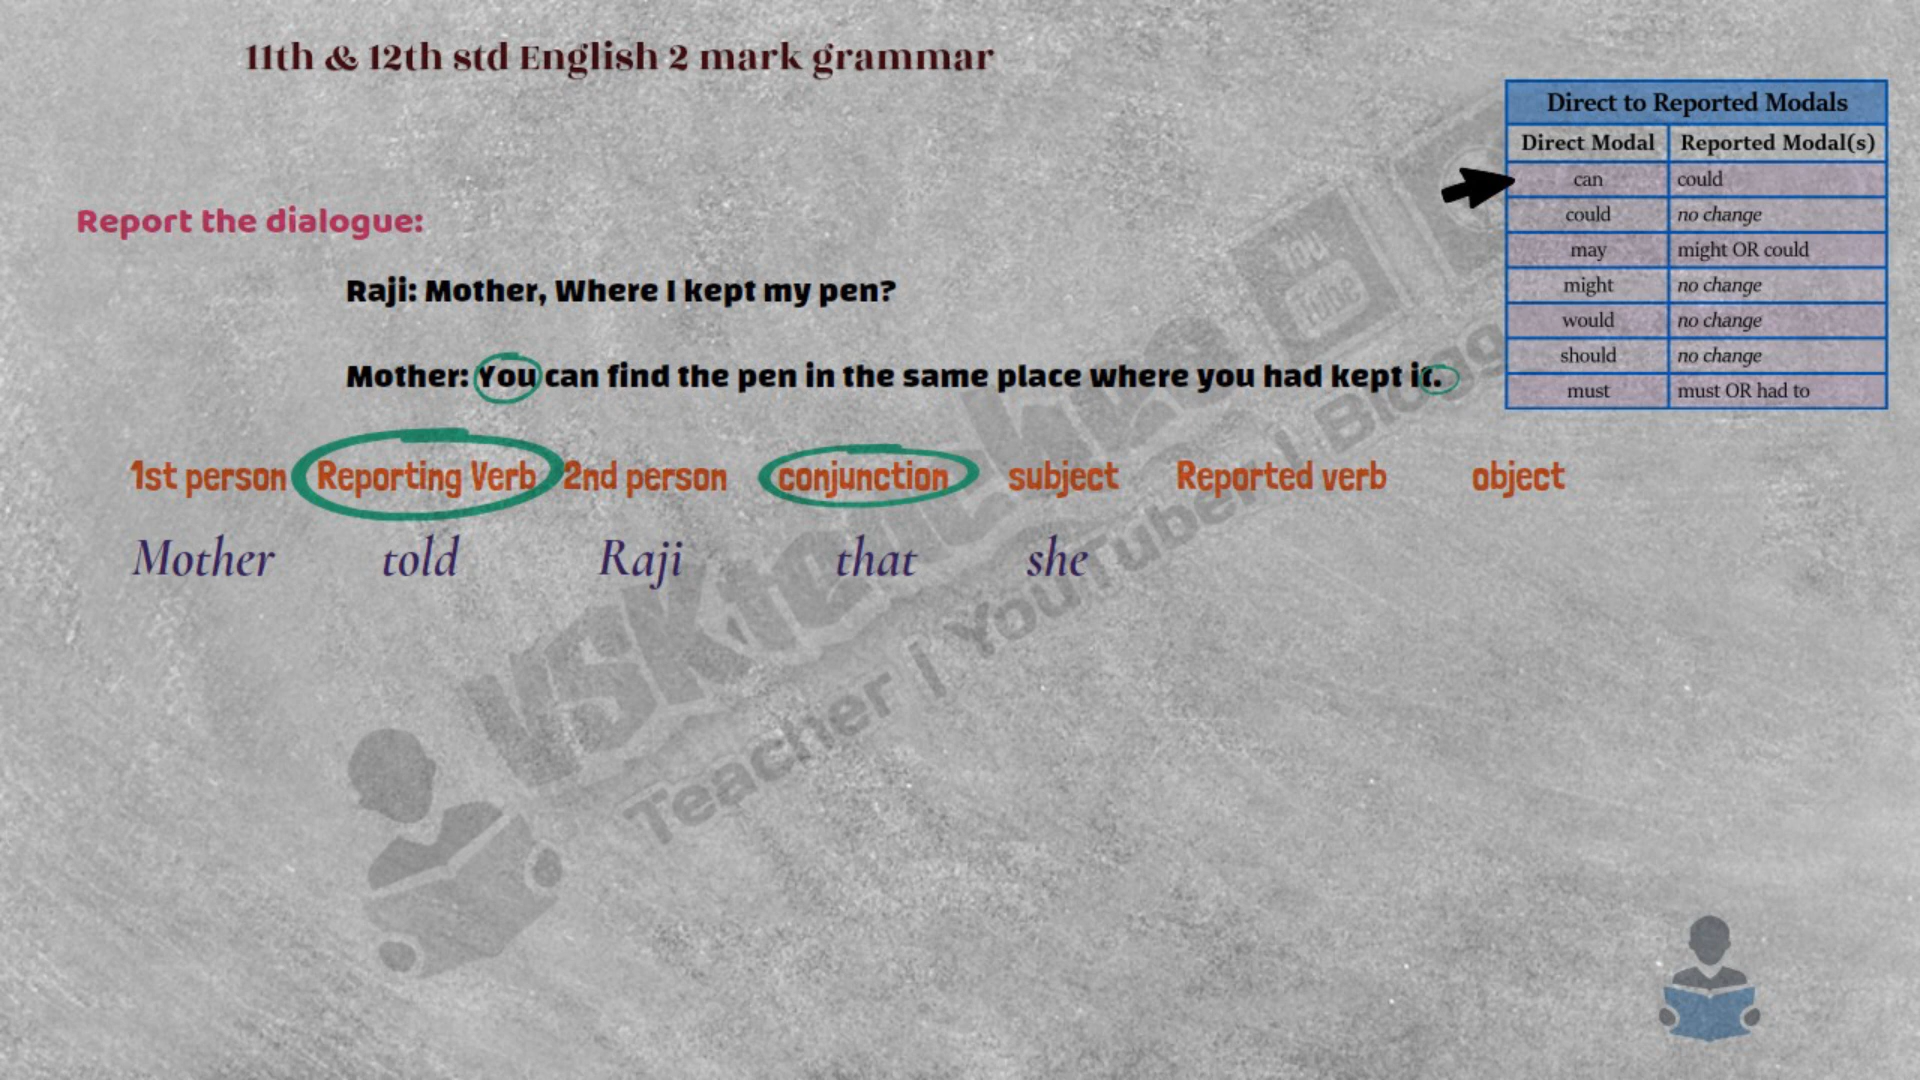 11th & 12th std English 2 mark grammar
Direct to Reported Modals
Direct Modal Reported Modal(s)
can could
could no change
may might OR could
might no change
would no change
should no change
must must OR had to
Report the dialogue:
Raji: Mother, Where I kept my pen?
Mother: You can find the pen in the same place where you had kept it.
1st person Reporting Verb 2nd person conjunction subject Reported verb object
Mother told Raji that she
Teacher | YouTuber | Blogg
You